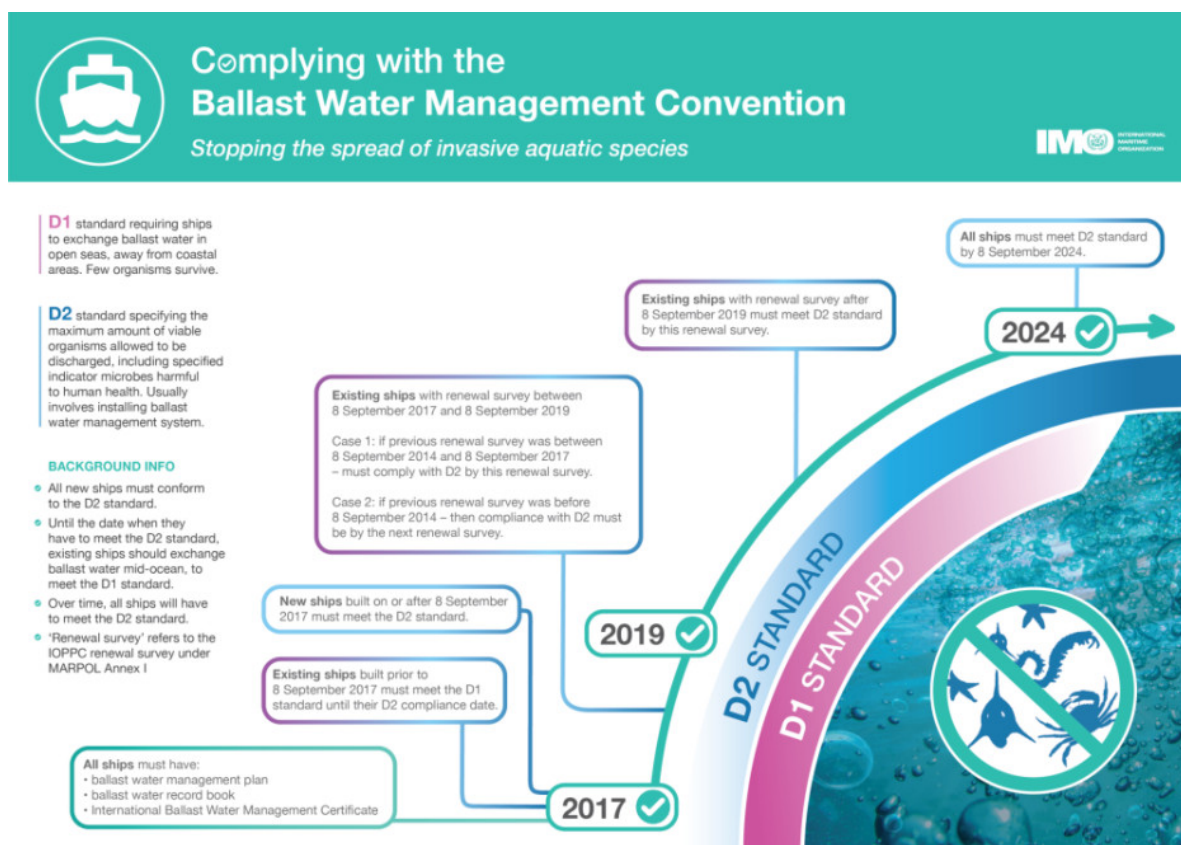 Complying with the
Ballast Water Management Convention
Stopping the spread of invasive aquatic species
IMO
INTERNATIONAL
MARITIME
ORGANIZATION
D1 standard requiring ships
to exchange ballast water in
open seas, away from coastal
areas. Few organisms survive.
D2 standard specifying the
maximum amount of viable
organisms allowed to be
discharged, including specified
indicator microbes harmful
to human health. Usually
involves installing ballast
water management system.
BACKGROUND INFO
All new ships must conform
to the D2 standard.
Until the date when they
have to meet the D2 standard,
existing ships should exchange
ballast water mid-ocean, to
meet the D1 standard.
Over time, all ships will have
to meet the D2 standard.
‘Renewal survey’ refers to the
IOPPC renewal survey under
MARPOL Annex I
All ships must meet D2 standard
by 8 September 2024.
2024
Existing ships with renewal survey after
8 September 2019 must meet D2 standard
by this renewal survey.
Existing ships with renewal survey between
8 September 2017 and 8 September 2019
Case 1: if previous renewal survey was between
8 September 2014 and 8 September 2017
– must comply with D2 by this renewal survey.
Case 2: if previous renewal survey was before
8 September 2014 – then compliance with D2 must
be by the next renewal survey.
2019
New ships built on or after 8 September
2017 must meet the D2 standard.
Existing ships built prior to
8 September 2017 must meet the D1
standard until their D2 compliance date.
All ships must have:
• ballast water management plan
• ballast water record book
• International Ballast Water Management Certificate
2017
D2 STANDARD
D1 STANDARD